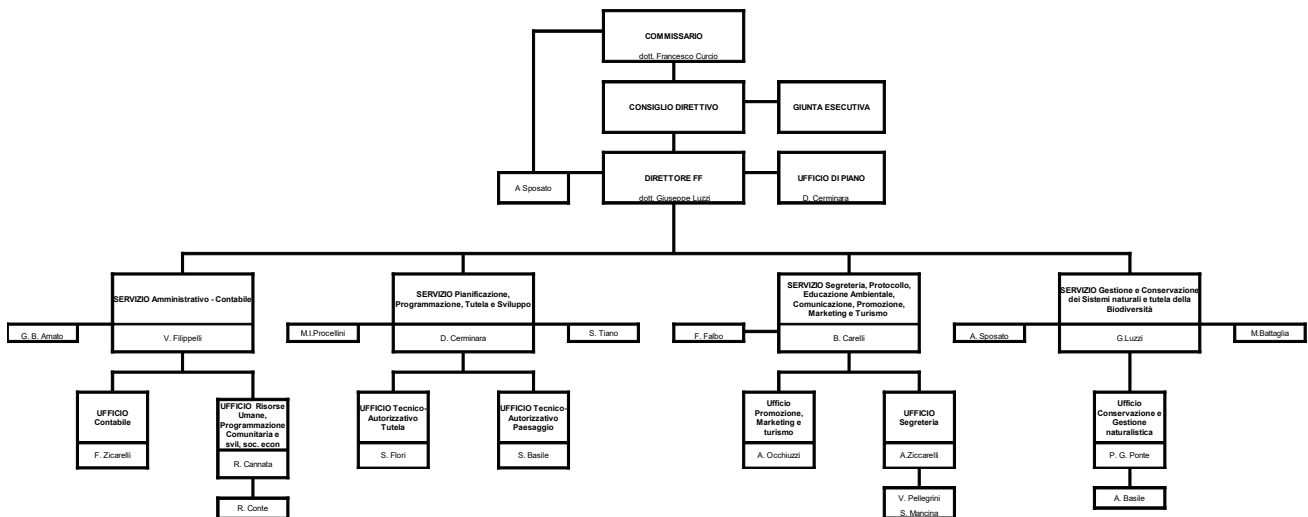 COMMISSARIO
dott. Francesco Curcio
CONSIGLIO DIRETTIVO
GIUNTA ESECUTIVA
A Sposato
DIRETTORE FF
dott. Giuseppe Luzzi
UFFICIO DI PIANO
D. Cerminara
SERVIZIO Amministrativo - Contabile
G. B. Amato
V. Filippelli
SERVIZIO Pianificazione,
Programmazione, Tutela e Sviluppo
M.I.Procellini
D. Cerminara
S. Tiano
SERVIZIO Segreteria, Protocollo,
Educazione Ambientale,
Comunicazione, Promozione,
Marketing e Turismo
F. Falbo
B. Carelli
SERVIZIO Gestione e Conservazione
dei Sistemi naturali e tutela della
Biodiversità
A. Sposato
G.Luzzi
M.Battaglia
UFFICIO
Contabile
F. Zicarelli
UFFICIO Risorse
Umane,
Programmazione
Comunitaria e
svil, soc. econ
R. Cannata
R. Conte
UFFICIO Tecnico-
Autorizzativo
Tutela
S. Flori
UFFICIO Tecnico-
Autorizzativo
Paesaggio
S. Basile
Ufficio
Promozione,
Marketing e
turismo
A. Occhiuzzi
UFFICIO
Segreteria
A.Ziccarelli
V. Pellegrini
S. Mancina
Ufficio
Conservazione e
Gestione
naturalistica
P. G. Ponte
A. Basile